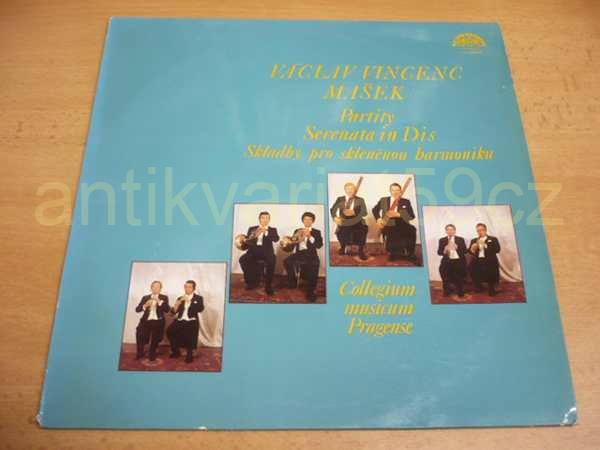 VÁCLAV VINCENC
MAŠEK
Partity
Serenata in Dis
Skladby pro skleněnou harmoniku
antikvariat59cz
Collegium
musicum
Pragense